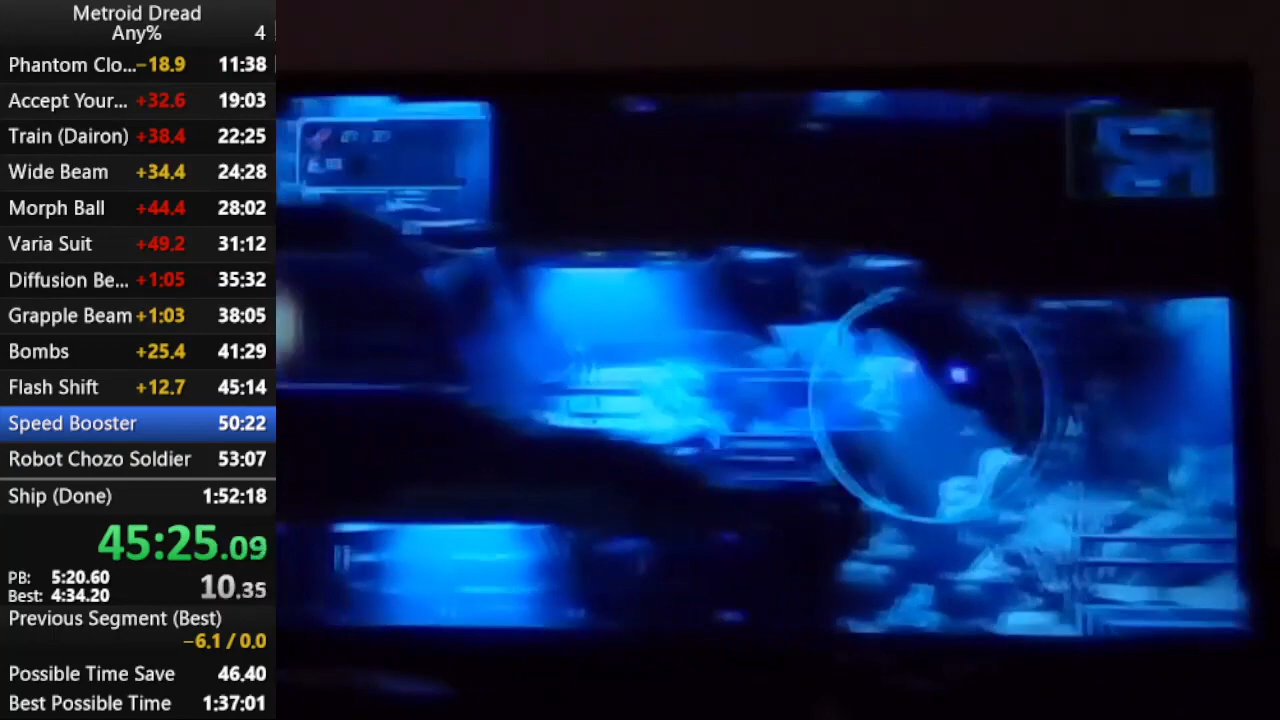 Metroid Dread
Any% 4
Phantom Clo... −18.9 11:38
Accept Your... +32.6 19:03
Train (Dairon) +38.4 22:25
Wide Beam +34.4 24:28
Morph Ball +44.4 28:02
Varia Suit +49.2 31:12
Diffusion Be... +1:05 35:32
Grapple Beam +1:03 38:05
Bombs +25.4 41:29
Flash Shift +12.7 45:14
Speed Booster 50:22
Robot Chozo Soldier 53:07
Ship (Done) 1:52:18
45:25.09
PB: 5:20.60 10.35
Best: 4:34.20
Previous Segment (Best)
−6.1 / 0.0
Possible Time Save 46.40
Best Possible Time 1:37:01